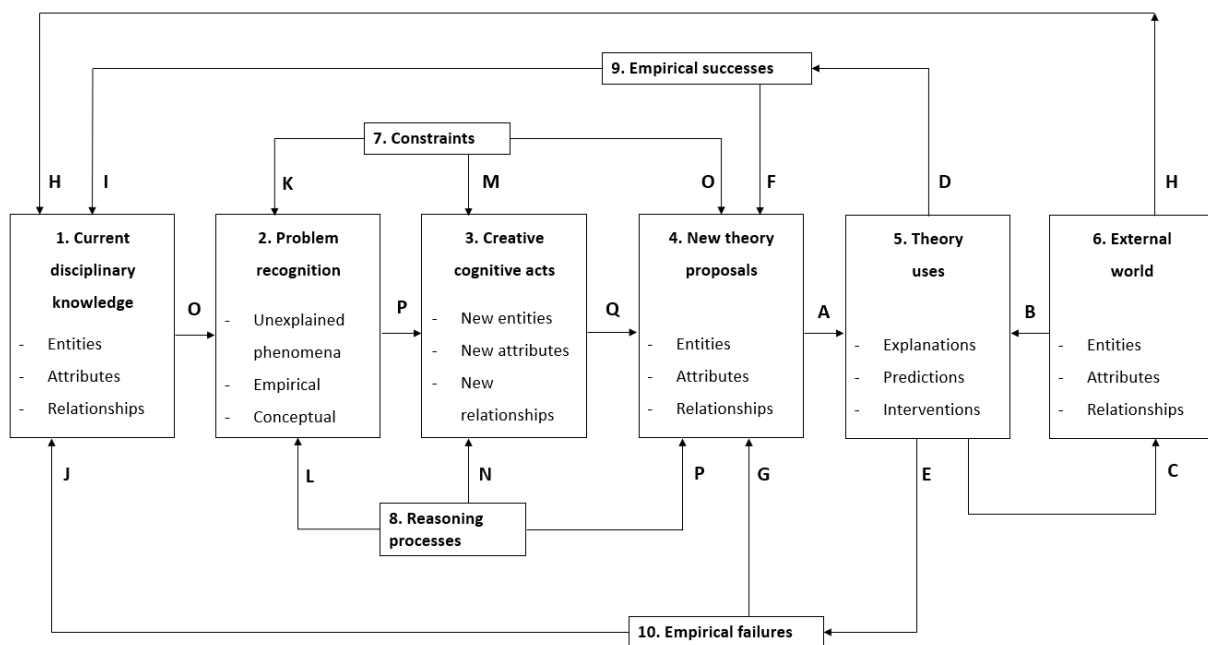 9. Empirical successes
7. Constraints
H
I
K
M
O
F
D
H
1. Current
disciplinary
knowledge
- Entities
- Attributes
- Relationships
O
2. Problem
recognition
- Unexplained
phenomena
- Empirical
- Conceptual
P
3. Creative
cognitive acts
- New entities
- New attributes
- New
relationships
Q
4. New theory
proposals
- Entities
- Attributes
- Relationships
A
5. Theory
uses
- Explanations
- Predictions
- Interventions
B
6. External
world
- Entities
- Attributes
- Relationships
J
L
N
P
G
E
C
8. Reasoning
processes
10. Empirical failures